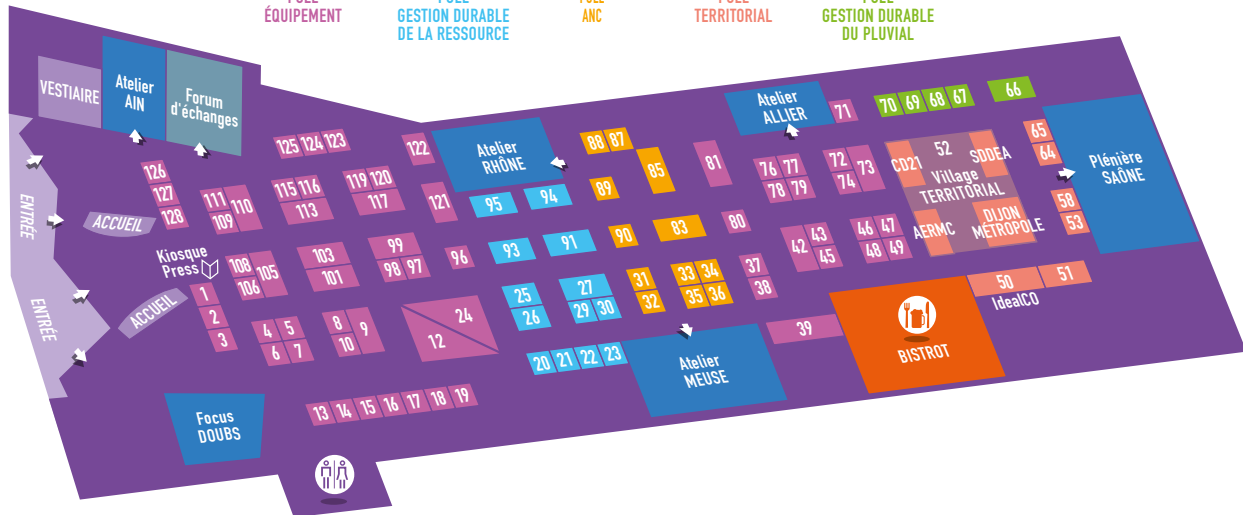 PÔLE
ÉQUIPEMENT
PÔLE
GESTION DURABLE
DE LA RESSOURCE
PÔLE
ANC
PÔLE
TERRITORIAL
PÔLE
GESTION DURABLE
DU PLUVIAL
VESTIAIRE
Atelier
AIN
Forum
d'échanges
ENTRÉE
ENTRÉE
ACCUEIL
ACCUEIL
Kiosque
Press
126
127
128
125 124 123
122
111
109
110
115 116
113
119 120
117
121
Atelier
RHÔNE
88 87
89
85
95
94
93
91
90
83
81
80
Atelier
ALLIER
71
70 69 68 67
66
76 77
78 79
72
74
73
CD21
52
SDDEA
Village
TERRITORIAL
AERMC
DIJON
MÉTROPOLE
65
64
58
53
Plénière
SAÔNE
108
106
105
103
101
99
98 97
96
1
2
3
4 5
6 7
8
10
9
12
24
25
26
27
29 30
31
32
33 34
35 36
37
38
42
43
45
46 47
48 49
20 21 22 23
Atelier
MEUSE
39
BISTROT
50
51
IdealCO
13 14 15 16 17 18 19
Focus
DOUBS